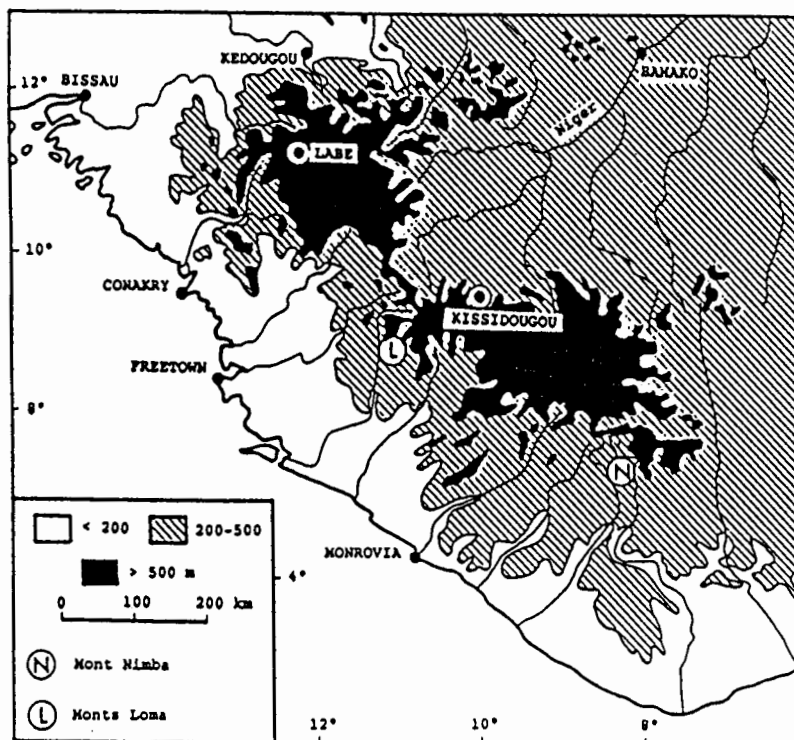 KEDOUGOU
12°
BISSAU
BAMAKO
Niger
LABE
10°
CONAKRY
KISSIDOUGOU
L
FREETOWN
8°
N
< 200
200-500
MONROVIA
> 500 m
4°
0 100 200 km
N Mont Nimba
L Monts Loma
12° 10° 8°